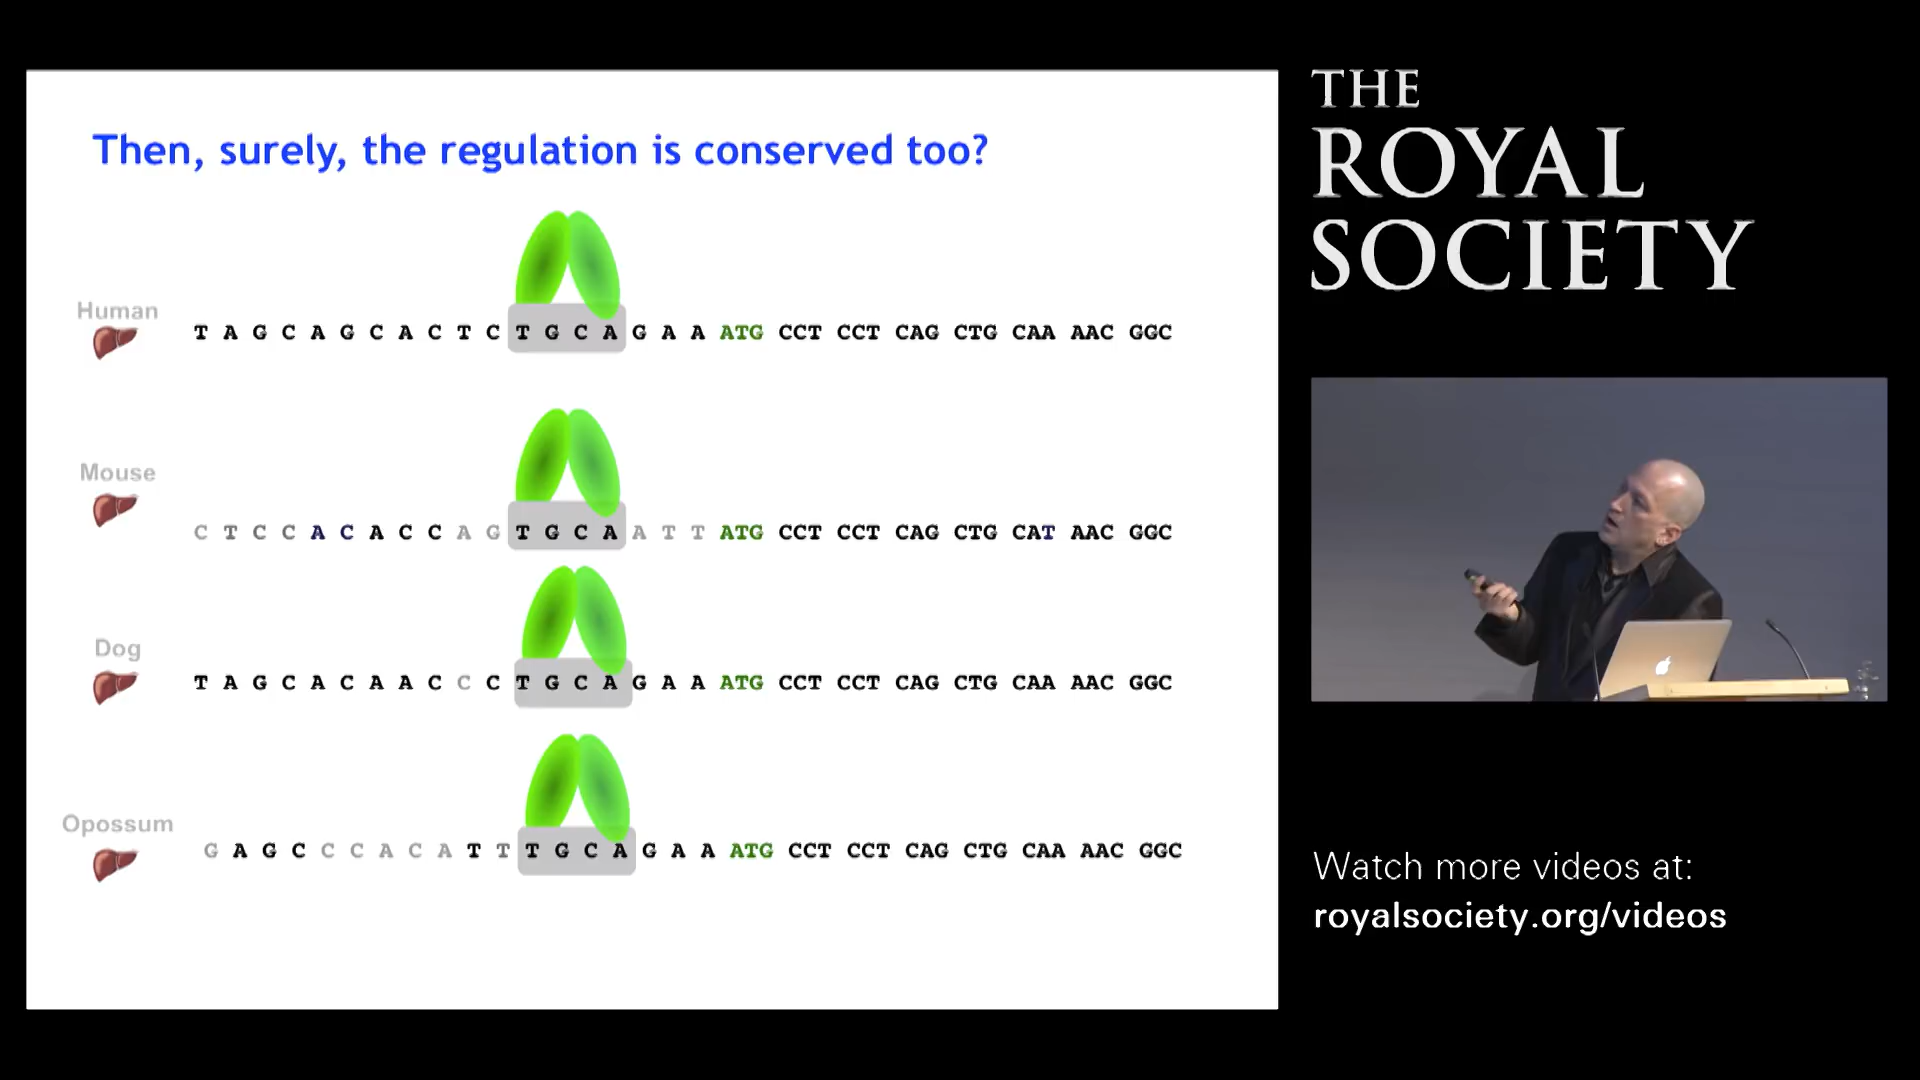 Then, surely, the regulation is conserved too?
Human
T A G C A G C A C T C T G C A G A A ATG CCT CCT CAG CTG CAA AAC GGC
Mouse
C T C C A C A C C A G T G C A A T T ATG CCT CCT CAG CTG CAT AAC GGC
Dog
T A G C A C A A C C C T G C A G A A ATG CCT CCT CAG CTG CAA AAC GGC
Opossum
G A G C C C A C A T T T G C A G A A ATG CCT CCT CAG CTG CAA AAC GGC
THE
ROYAL
SOCIETY
Watch more videos at:
royalsociety.org/videos